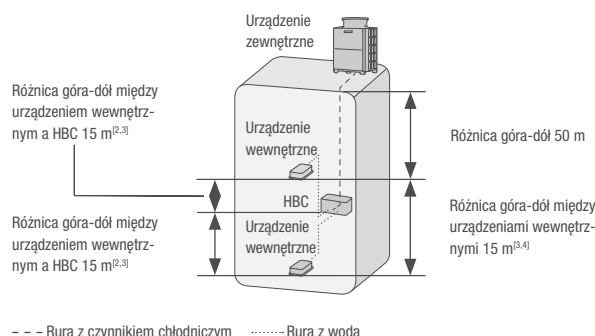 Urządzenie
zewnętrzne
Różnica góra-dół między
urządzeniem wewnętrz-
nym a HBC 15 m[2,3]
Urządzenie
wewnętrzne
Różnica góra-dół 50 m
HBC
Różnica góra-dół między
urządzeniami wewnętrz-
nymi 15 m[3,4]
Różnica góra-dół między
urządzeniem wewnętrz-
nym a HBC 15 m[2,3]
Urządzenie
wewnętrzne
– – – Rura z czynnikiem chłodniczym ········ Rura z wodą